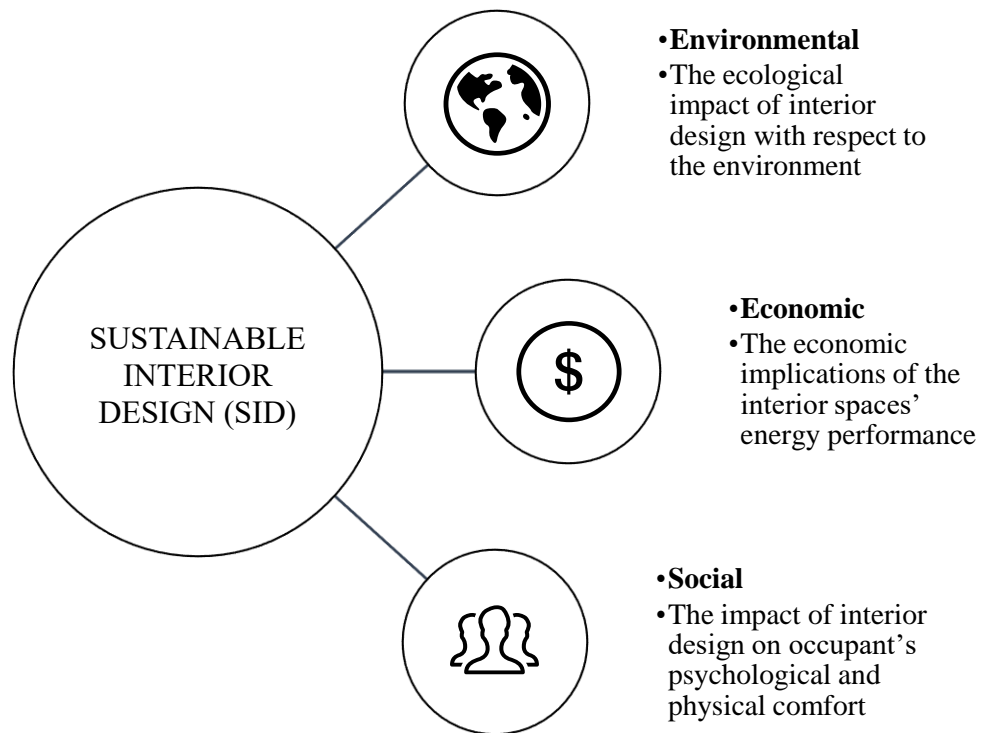 •Environmental
•The ecological
impact of interior
design with respect to
the environment
SUSTAINABLE
INTERIOR
DESIGN (SID)
$
•Economic
•The economic
implications of the
interior spaces’
energy performance
•Social
•The impact of interior
design on occupant’s
psychological and
physical comfort